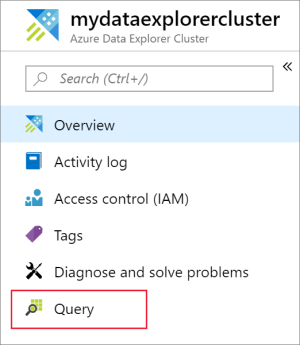 mydataexplorercluster
Azure Data Explorer Cluster
Search (Ctrl+/)
Overview
Activity log
Access control (IAM)
Tags
Diagnose and solve problems
Query